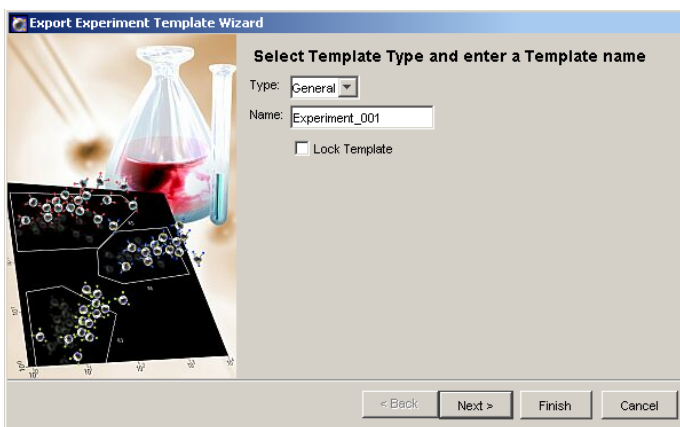 Export Experiment Template Wizard
Select Template Type and enter a Template name
Type: General
Name: Experiment_001
Lock Template
< Back Next > Finish Cancel